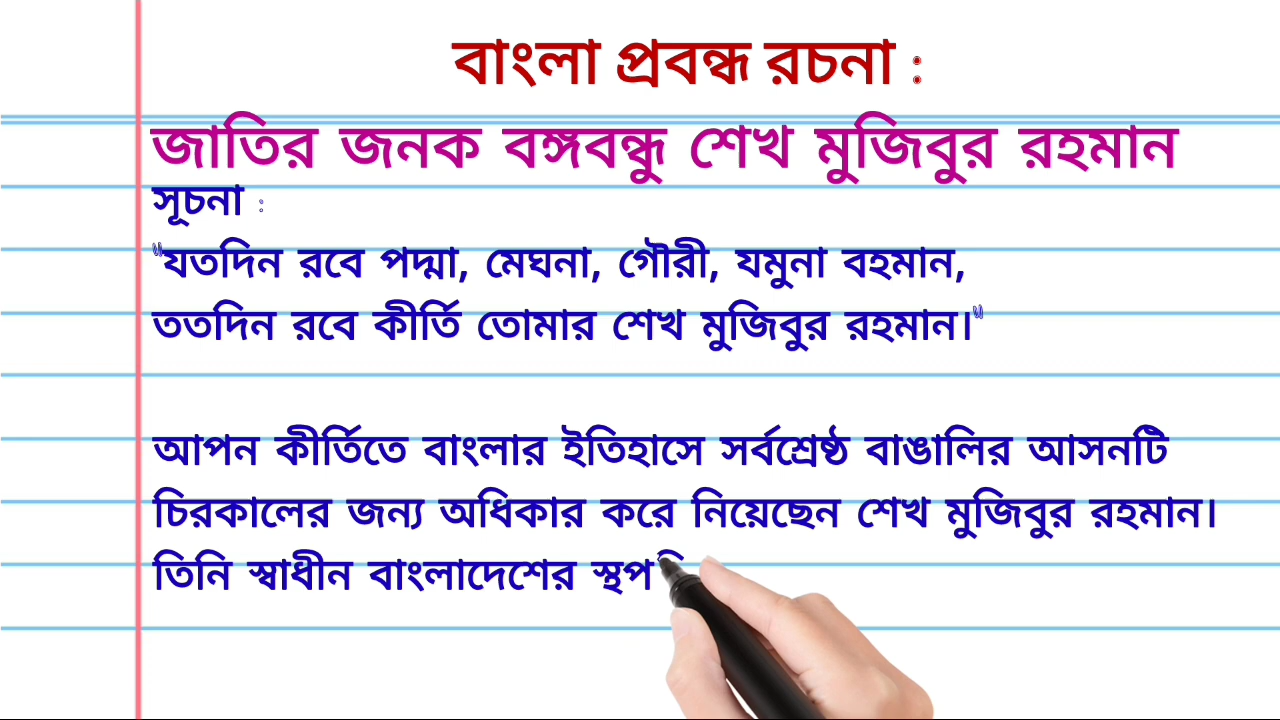 বাংলা প্রবন্ধ রচনা :
জাতির জনক বঙ্গবন্ধু শেখ মুজিবুর রহমান
সূচনা :
"যতদিন রবে পদ্মা, মেঘনা, গৌরী, যমুনা বহমান,
ততদিন রবে কীর্তি তোমার শেখ মুজিবুর রহমান।"
আপন কীর্তিতে বাংলার ইতিহাসে সর্বশ্রেষ্ঠ বাঙালির আসনটি
চিরকালের জন্য অধিকার করে নিয়েছেন শেখ মুজিবুর রহমান।
তিনি স্বাধীন বাংলাদেশের